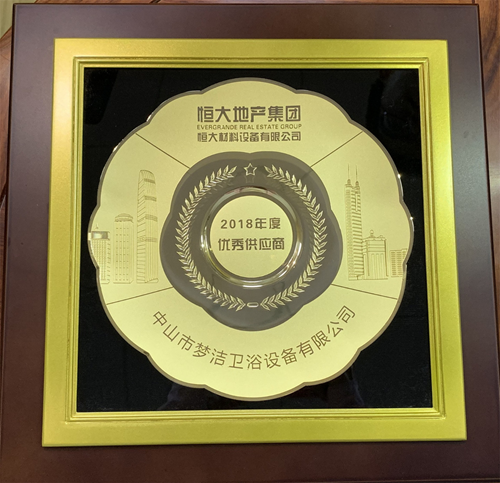 恒大地产集团
EVERGRANDE REAL ESTATE GROUP
恒大材料设备有限公司
2018年度
优秀供应商
中山市梦洁卫浴设备有限公司